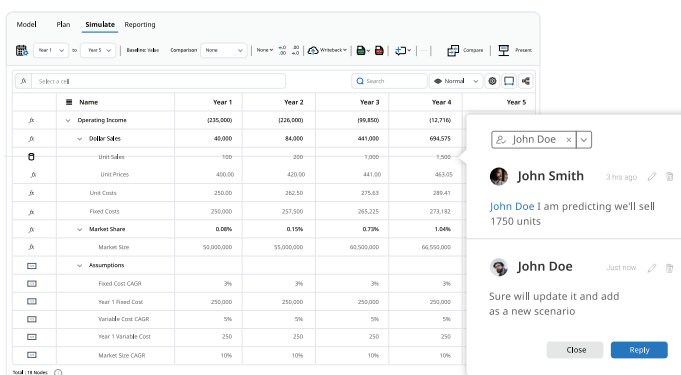 Model Plan Simulate Reporting
Year 1 to Year 5 Baseline: Value Comparison None None Writeback Compare Present
fx Select a cell Search Normal
Name Year 1 Year 2 Year 3 Year 4 Year 5
fx Operating Income (235,000) (226,000) (99,850) (12,716)
fx Dollar Sales 40,000 84,000 441,000 694,575
Unit Sales 100 200 1,000 1,500
fx Unit Prices 400.00 420.00 441.00 463.05
fx Unit Costs 250.00 262.50 275.63 289.41
fx Fixed Costs 250,000 257,500 265,225 273,182
fx Market Share 0.08% 0.15% 0.73% 1.04%
fx Market Size 50,000,000 55,000,000 60,500,000 66,550,000
Assumptions
Fixed Cost CAGR 3% 3% 3% 3%
Year 1 Fixed Cost 250,000 250,000 250,000 250,000
Variable Cost CAGR 5% 5% 5% 5%
Year 1 Variable Cost 250 250 250 250
Market Size CAGR 10% 10% 10% 10%
Total : 18 Nodes
John Doe ×
John Smith 3 hrs ago
John Doe I am predicting we'll sell
1750 units
John Doe Just now
Sure will update it and add
as a new scenario
Close Reply